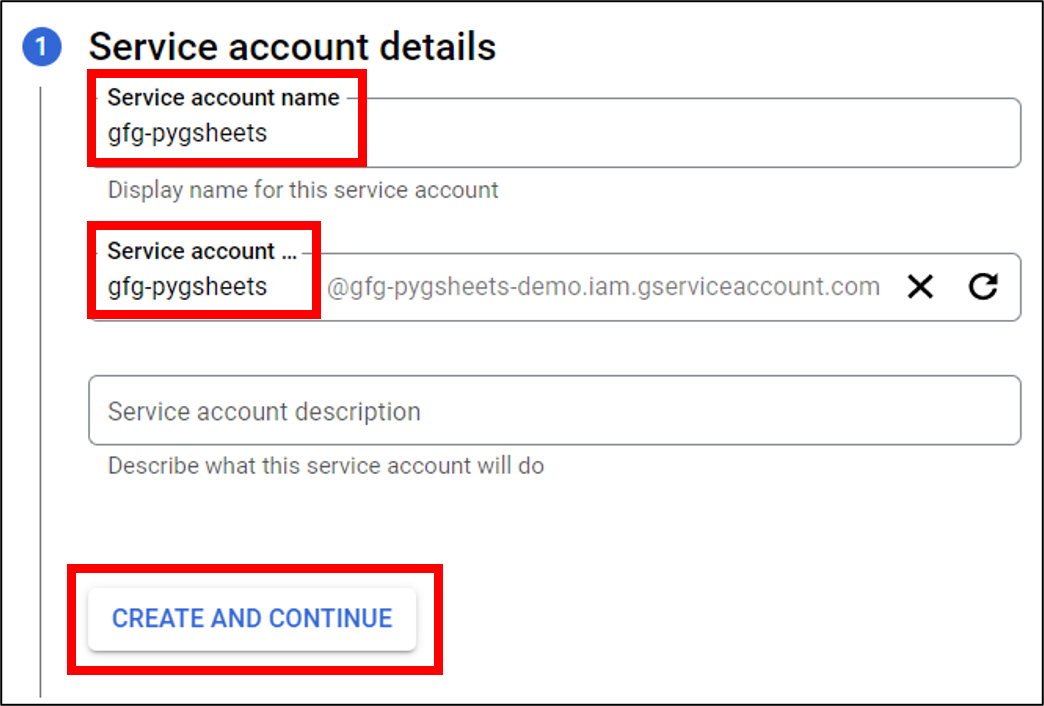 1 Service account details
Service account name
gfg-pygsheets
Display name for this service account
Service account ...
gfg-pygsheets @gfg-pygsheets-demo.iam.gserviceaccount.com
Service account description
Describe what this service account will do
CREATE AND CONTINUE